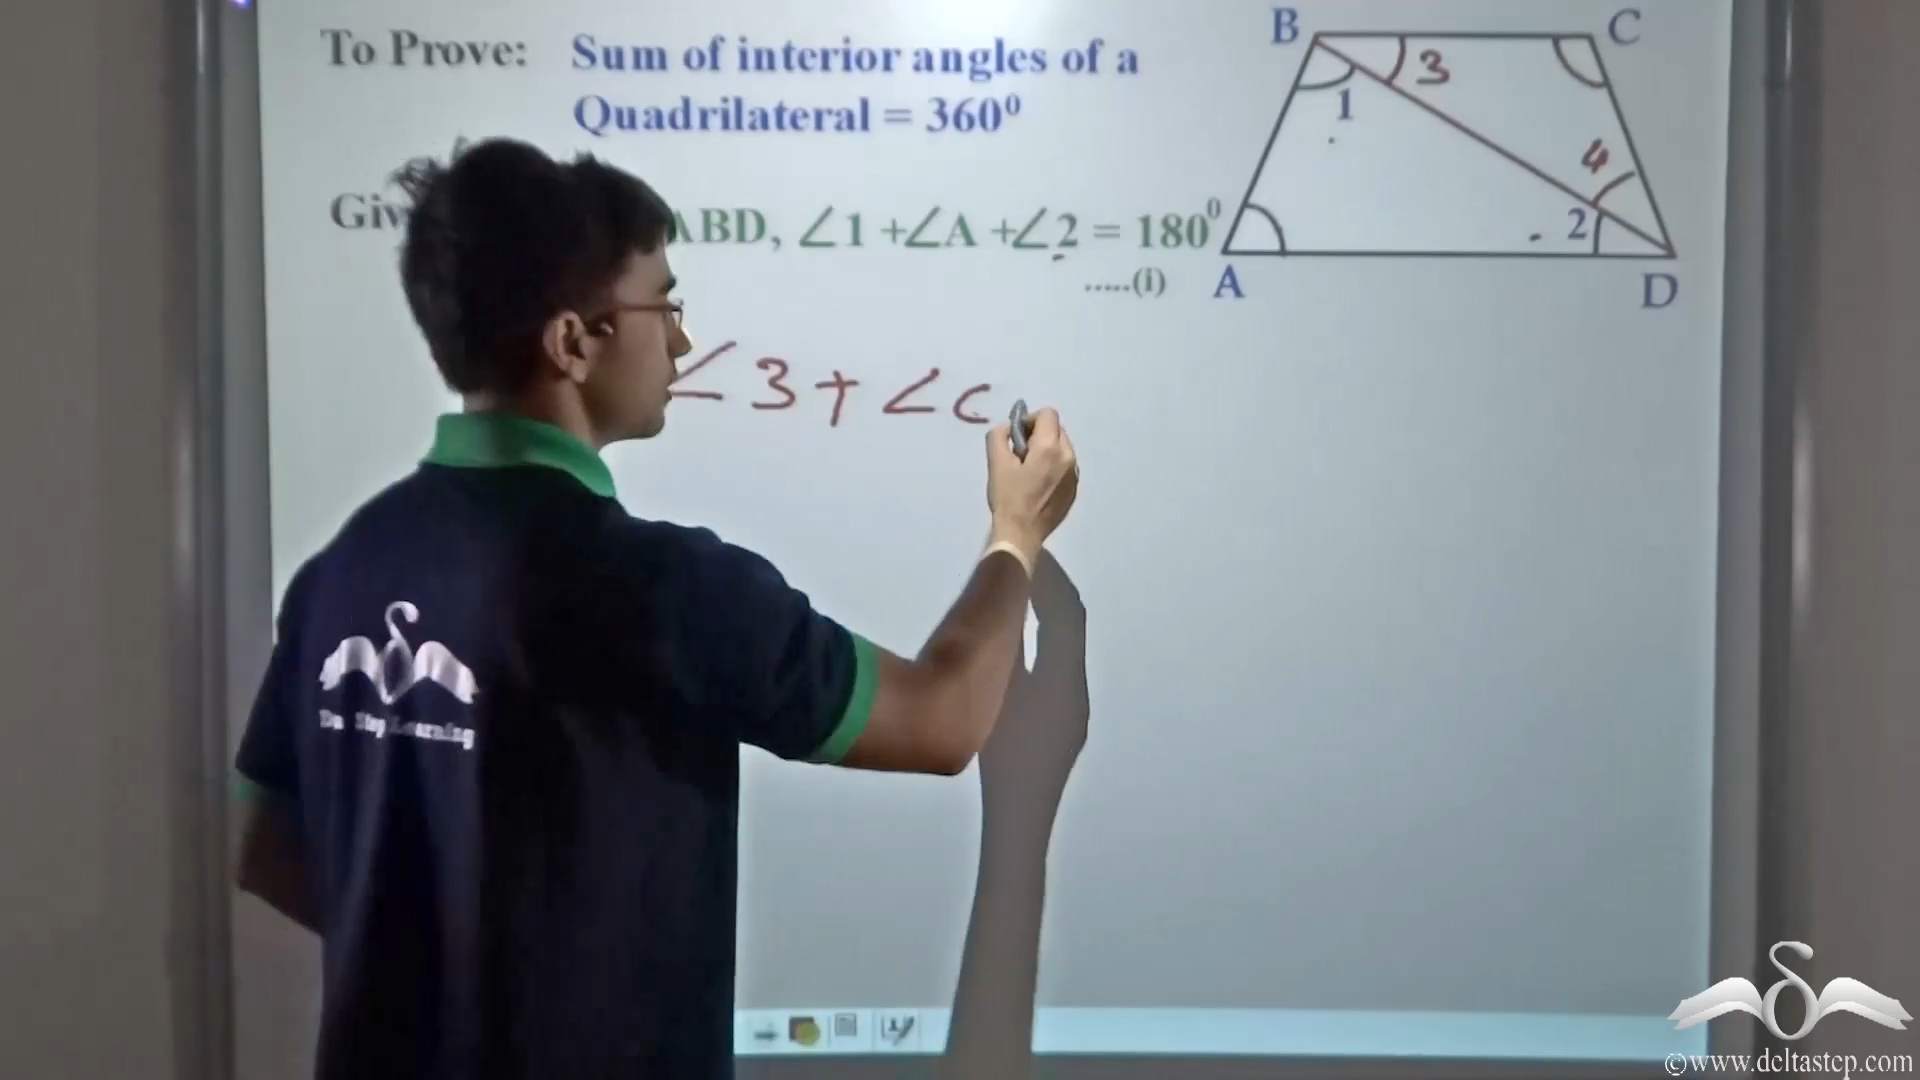 To Prove: Sum of interior angles of a
Quadrilateral = 360⁰
ABD, ∠1 +∠A +∠2 = 180⁰
.....(i)
∠3 + ∠C
B
C
3
1
4
2
A
D
Learning
©www.deltastep.com